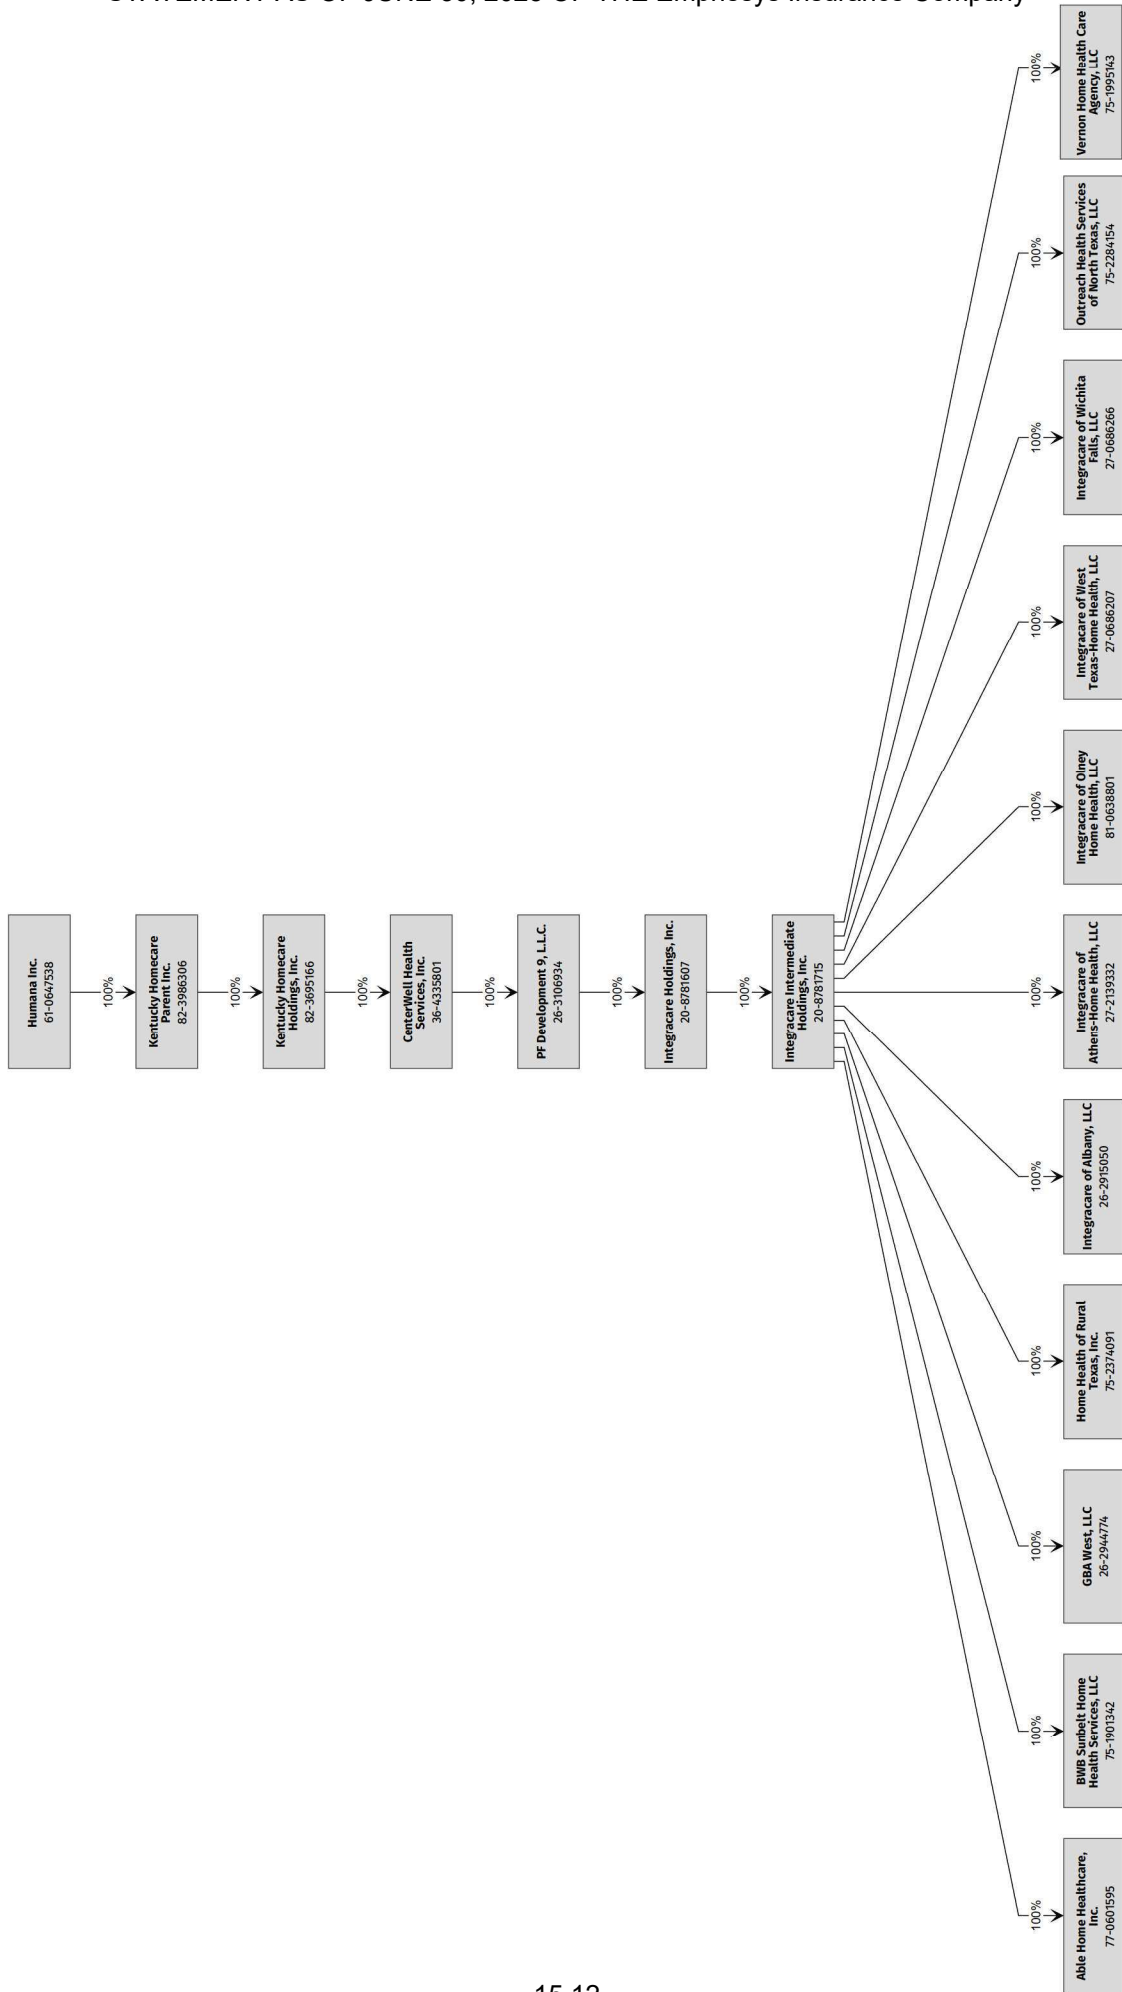 STATEMENT AS OF JUNE 30, OF THE Emphesys Insurance Company
Humana Inc.
61-0647538
100%
Kentucky Homecare
Parent Inc.
82-3986306
100%
Kentucky Homecare
Holdings, Inc.
82-3695166
100%
CenterWell Health
Services, Inc.
36-4335801
100%
PF Development 9, L.L.C.
26-3106934
100%
Integracare Holdings, Inc.
20-8781607
100%
Integracare Intermediate
Holdings, Inc.
20-8781715
100%
Able Home Healthcare,
Inc.
77-0601595
100%
BWB Sunbelt Home
Health Services, LLC
75-1901342
100%
GBA West, LLC
26-2944774
100%
Home Health of Rural
Texas, Inc.
75-2374091
100%
Integracare of Albany, LLC
26-2915050
100%
Integracare of
Athens-Home Health, LLC
27-2139332
100%
Integracare of Olney
Home Health, LLC
81-0638801
100%
Integracare of West
Texas-Home Health, LLC
27-0686207
100%
Integracare of Wichita
Falls, LLC
27-0686266
100%
Outreach Health Services
of North Texas, LLC
75-2284154
100%
Vernon Home Health Care
Agency, LLC
75-1995143